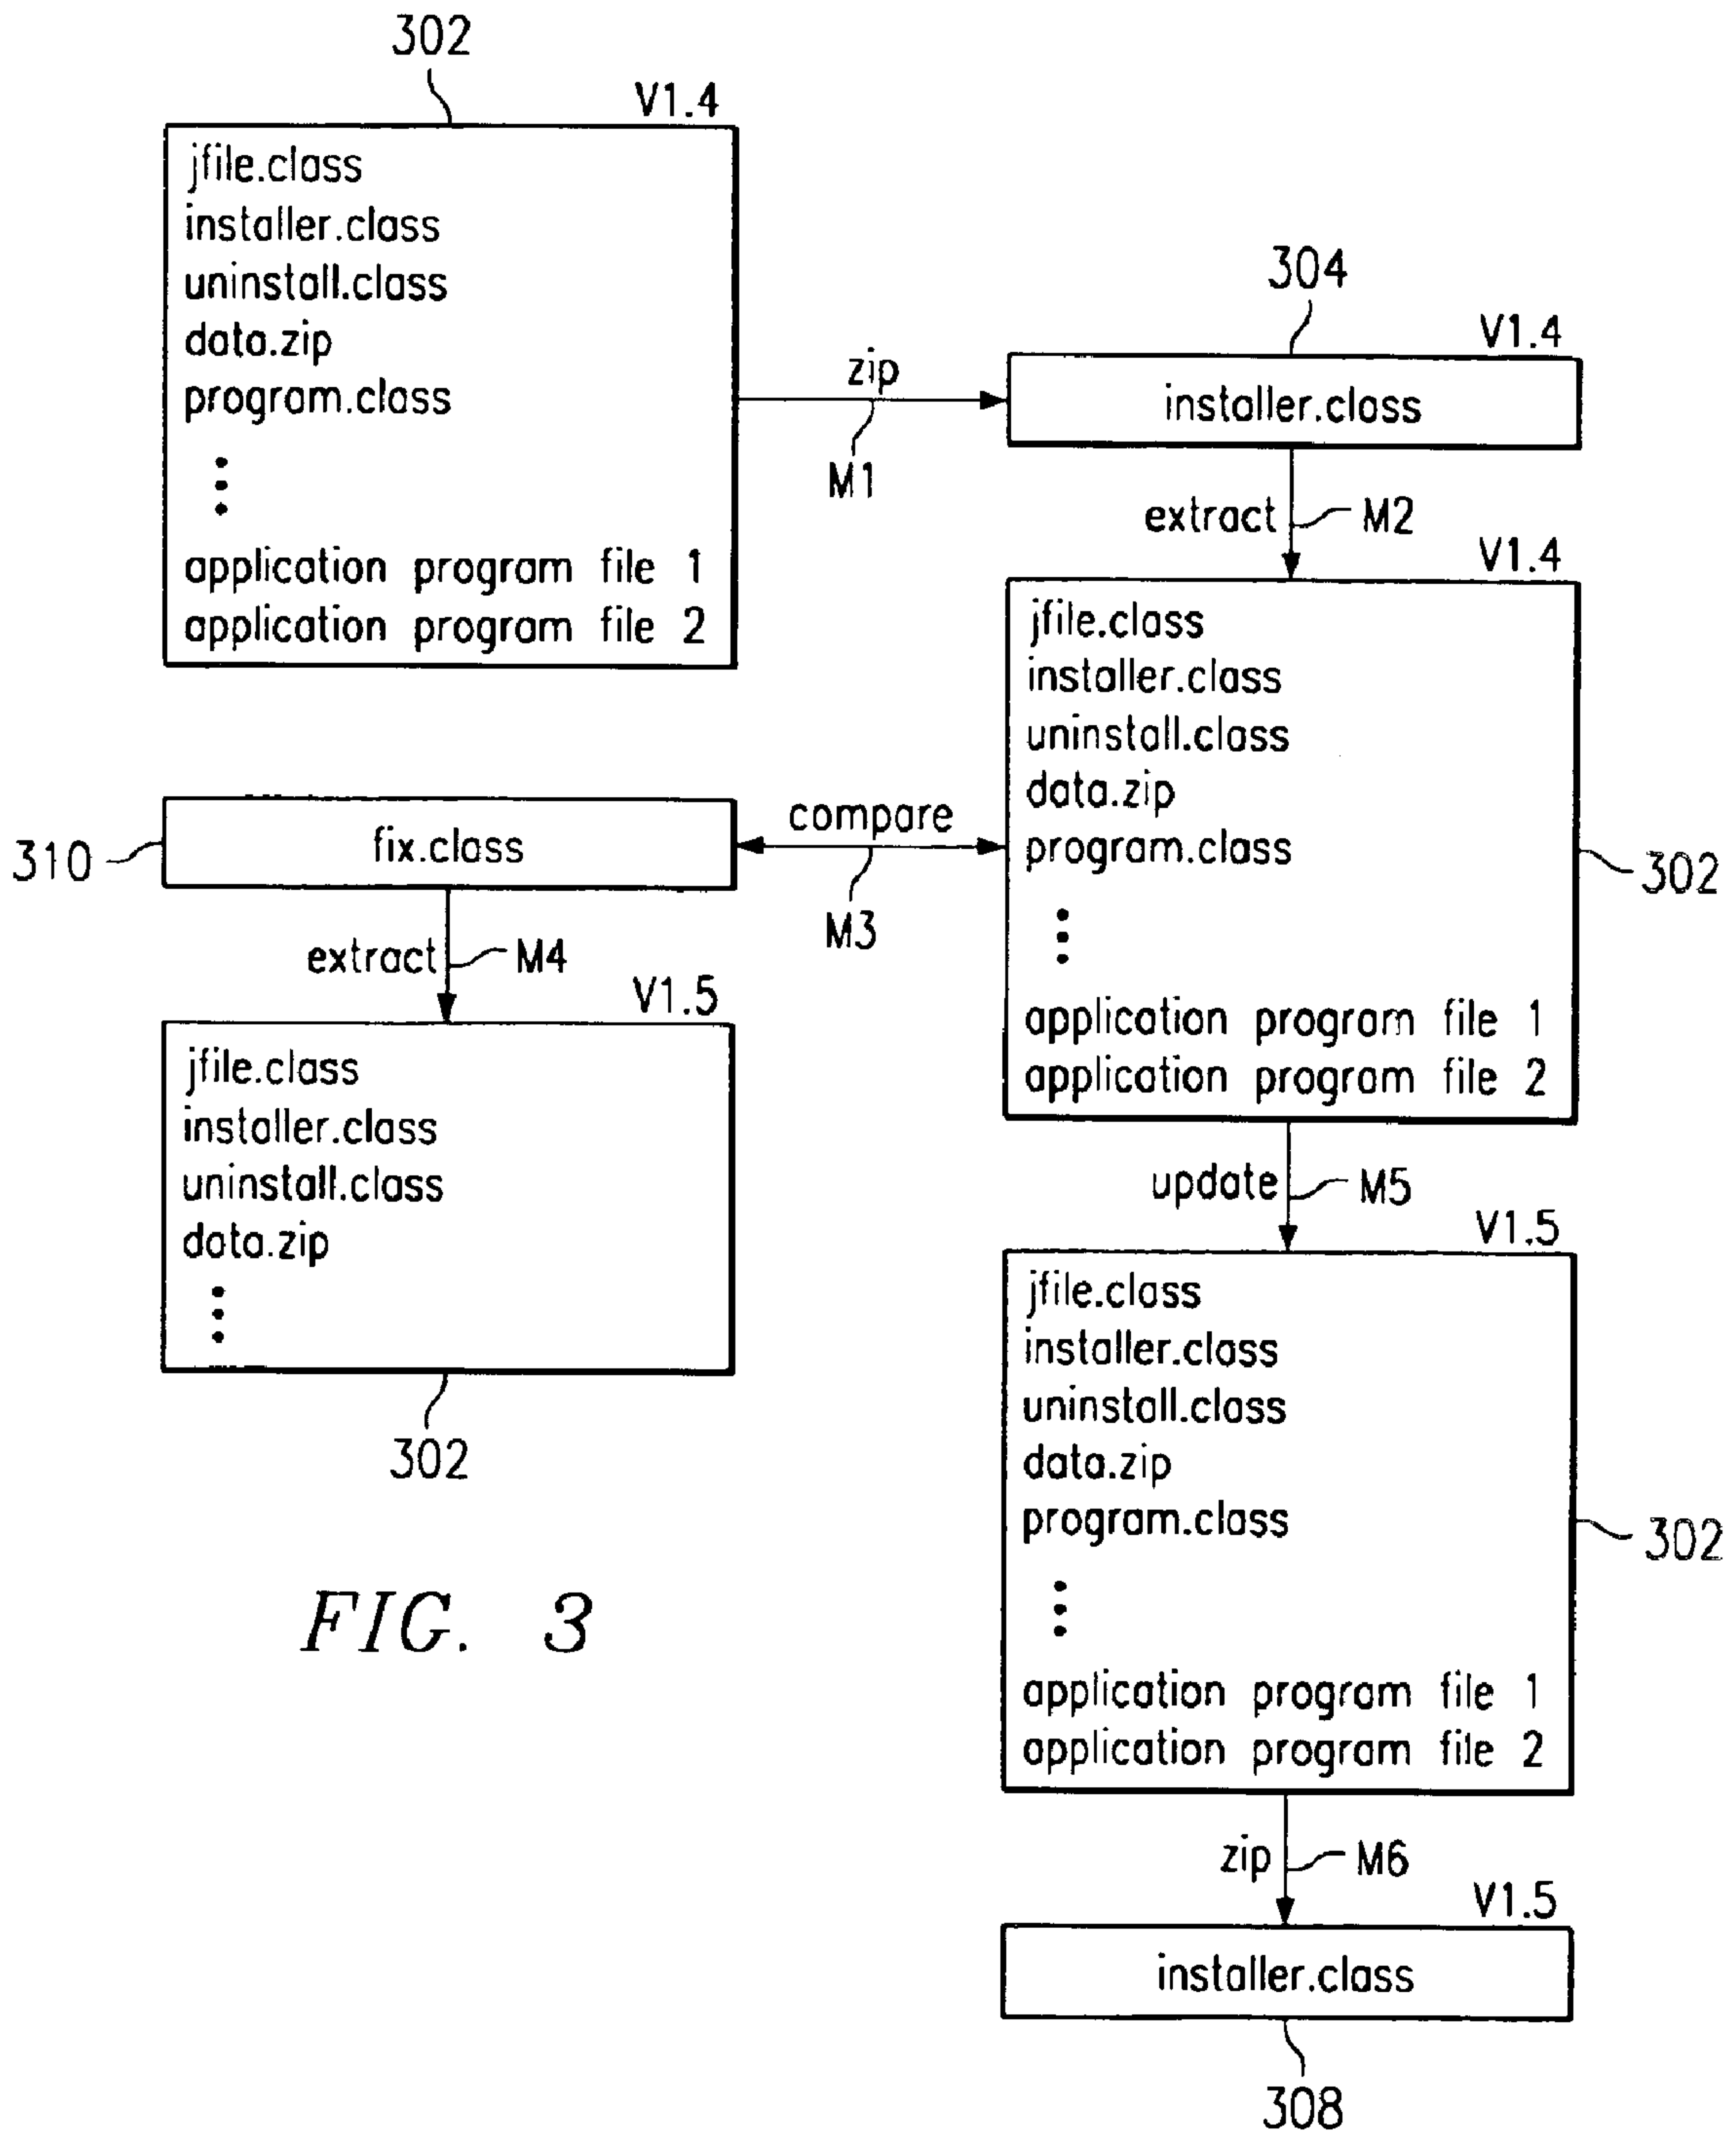 302
V1.4
jfile.class
installer.class
uninstall.class
data.zip
program.class
application program file 1
application program file 2
zip
M1
304
V1.4
installer.class
extract
M2
V1.4
jfile.class
installer.class
uninstall.class
data.zip
program.class
application program file 1
application program file 2
302
compare
M3
310
fix.class
extract
M4
V1.5
jfile.class
installer.class
uninstall.class
data.zip
302
update
M5
V1.5
jfile.class
installer.class
uninstall.class
data.zip
program.class
application program file 1
application program file 2
302
zip
M6
V1.5
installer.class
308
FIG. 3